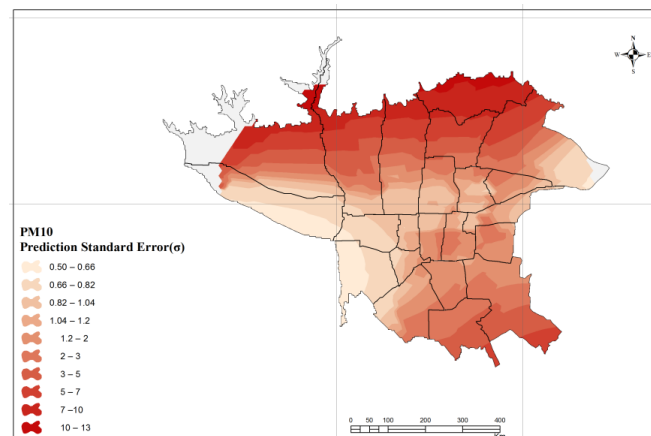 N
W E
S
PM10
Prediction Standard Error(σ)
0.50 – 0.66
0.66 – 0.82
0.82 – 1.04
1.04 – 1.2
1.2 – 2
2 – 3
3 – 5
5 – 7
7 –10
10 – 13
0 25 50 100 200 300 400
Km